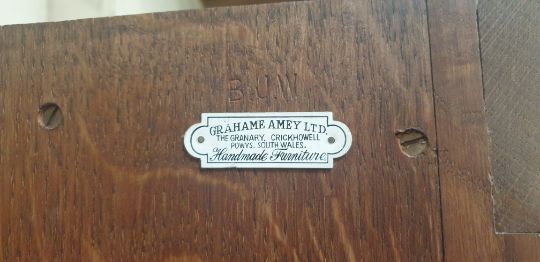 B.U.W
GRAHAME AMEY LTD.
THE GRANARY, CRICKHOWELL
POWYS. SOUTH WALES.
Handmade Furniture